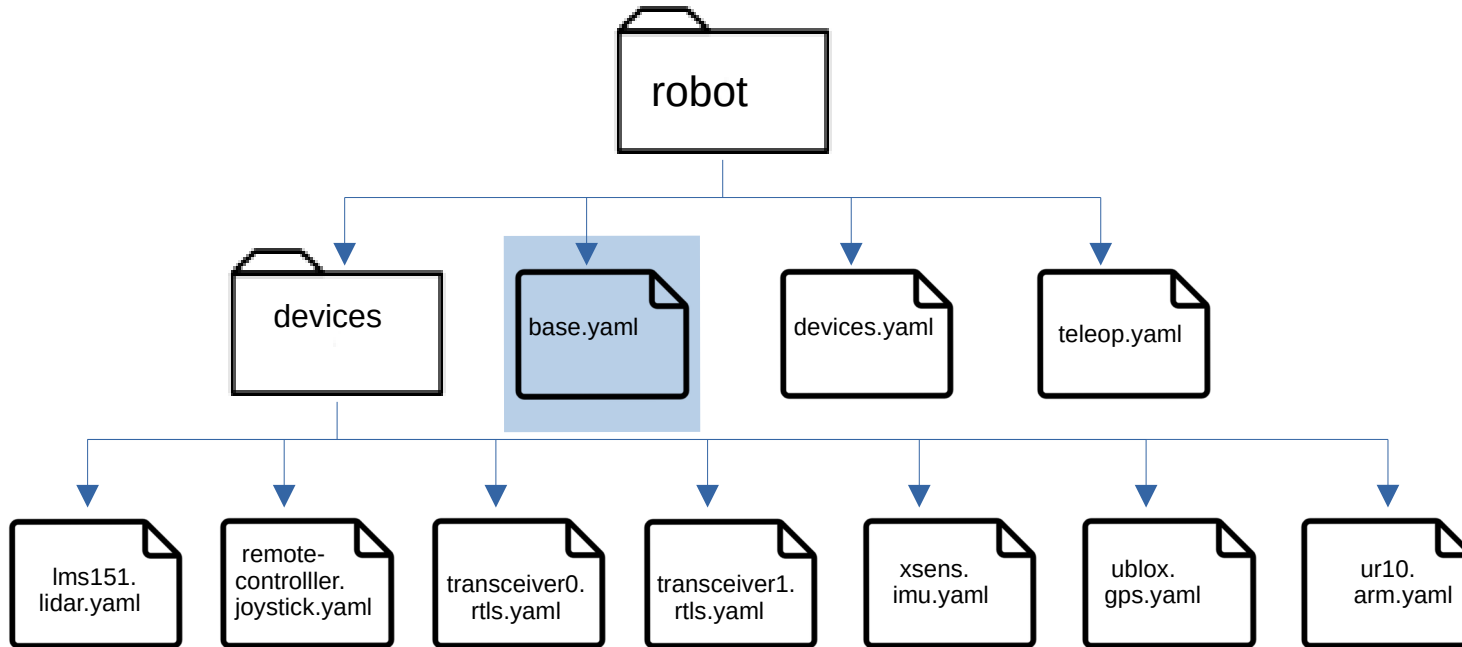 robot
devices
base.yaml
devices.yaml
teleop.yaml
lms151.
lidar.yaml
remote-
controlller.
joystick.yaml
transceiver0.
rtls.yaml
transceiver1.
rtls.yaml
xsens.
imu.yaml
ublox.
gps.yaml
ur10.
arm.yaml